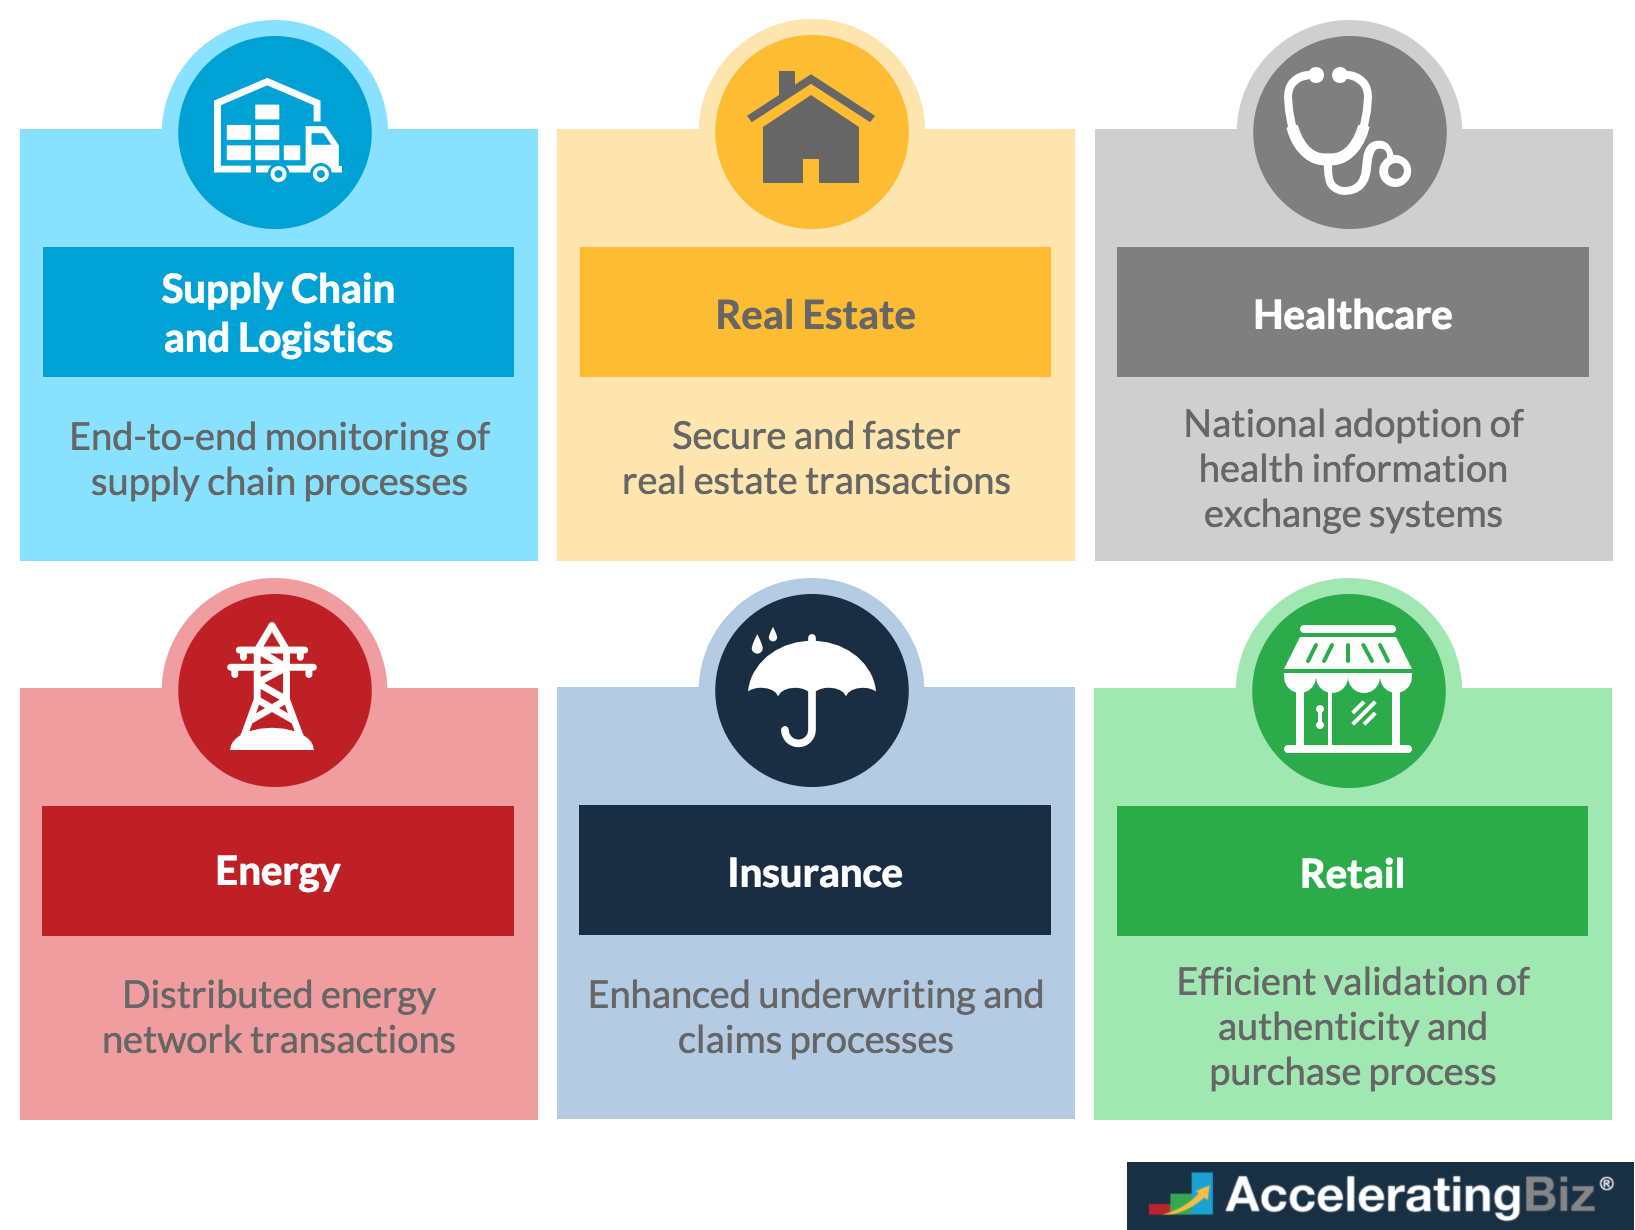 Supply Chain
and Logistics
End-to-end monitoring of
supply chain processes
Real Estate
Secure and faster
real estate transactions
Healthcare
National adoption of
health information
exchange systems
Energy
Distributed energy
network transactions
Insurance
Enhanced underwriting and
claims processes
Retail
Efficient validation of
authenticity and
purchase process
AcceleratingBiz®